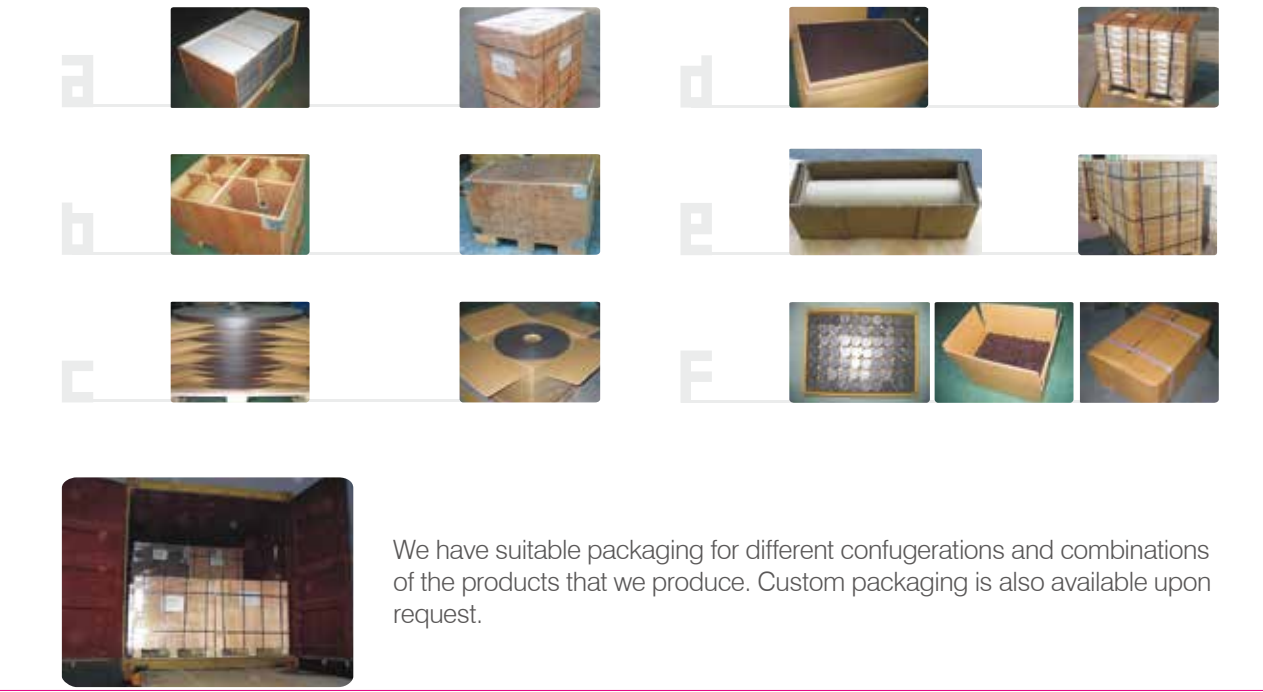 a
d
b
e
c
F
We have suitable packaging for different confugerations and combinations
of the products that we produce. Custom packaging is also available upon
request.